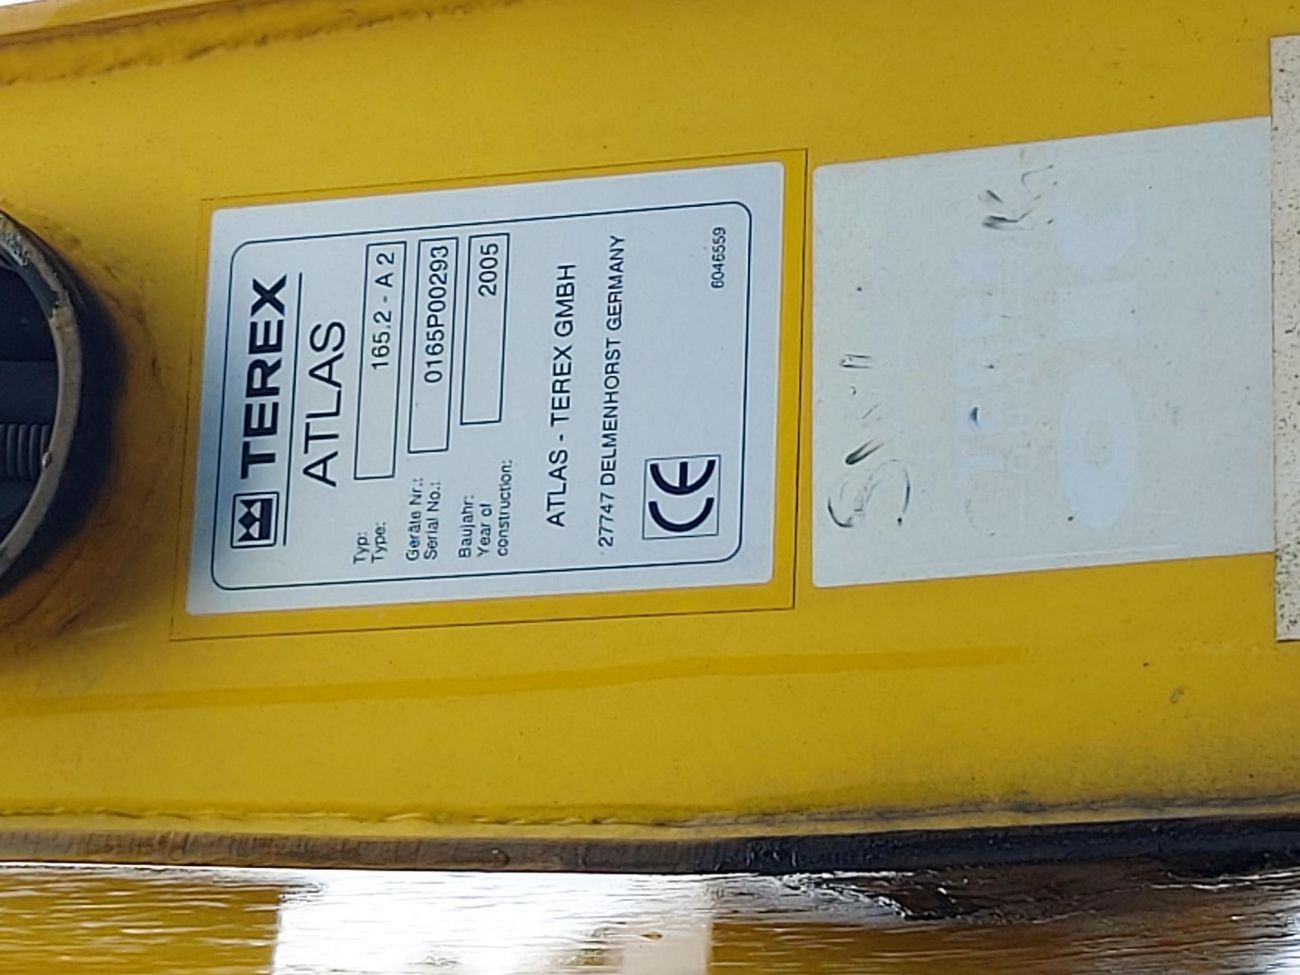 TEREX
ATLAS
Typ:
Type:
165.2 - A 2
Geräte Nr.:
Serial No.:
0165P00293
Baujahr:
Year of
construction:
2005
ATLAS - TEREX GMBH
27747 DELMENHORST GERMANY
CE
6046559